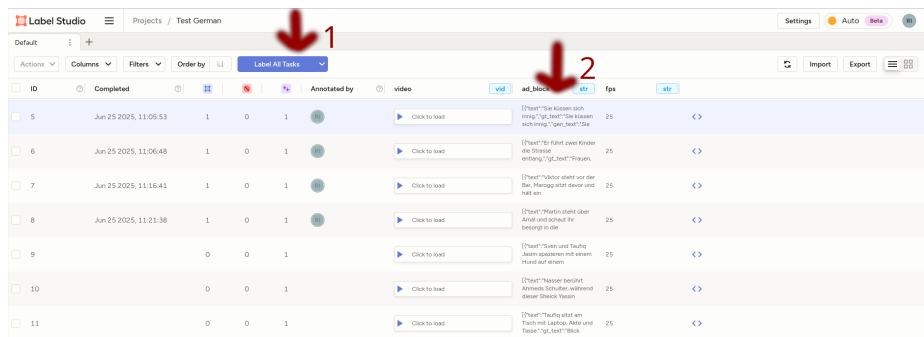 Label Studio Projects / Test German Settings Auto Beta RI
1
Default
Actions Columns Filters Order by Label All Tasks Import Export
2
ID Completed Annotated by video vid ad_block str fps str
5 Jun 25 2025, 11:05:53 1 0 1 RI Click to load [{"text":"Sie küssen sich 25
innig.","gt_text":"Sie küssen
sich innig.","gen_text":"Sie
6 Jun 25 2025, 11:06:48 1 0 1 RI Click to load [{"text":"Er führt zwei Kinder 25
die Strasse
entlang.","gt_text":"Frauen,
7 Jun 25 2025, 11:16:41 1 0 1 RI Click to load [{"text":"Viktor steht vor der 25
Bar, Marogg sitzt davor und
hält ein
8 Jun 25 2025, 11:21:38 1 0 1 RI Click to load [{"text":"Martin steht über 25
Amal und schaut ihr
besorgt in die
9 0 0 1 Click to load [{"text":"Sven und Taufiq 25
Jasm spazieren mit einem
Hund auf einem
10 0 0 1 Click to load [{"text":"Nasser berührt 25
Ahmeds Schulter, während
dieser Sheick Yassin
11 0 0 1 Click to load [{"text":"Taufiq sitzt am 25
Tisch mit Laptop, Akte und
Tasse.","gt_text":"Blick